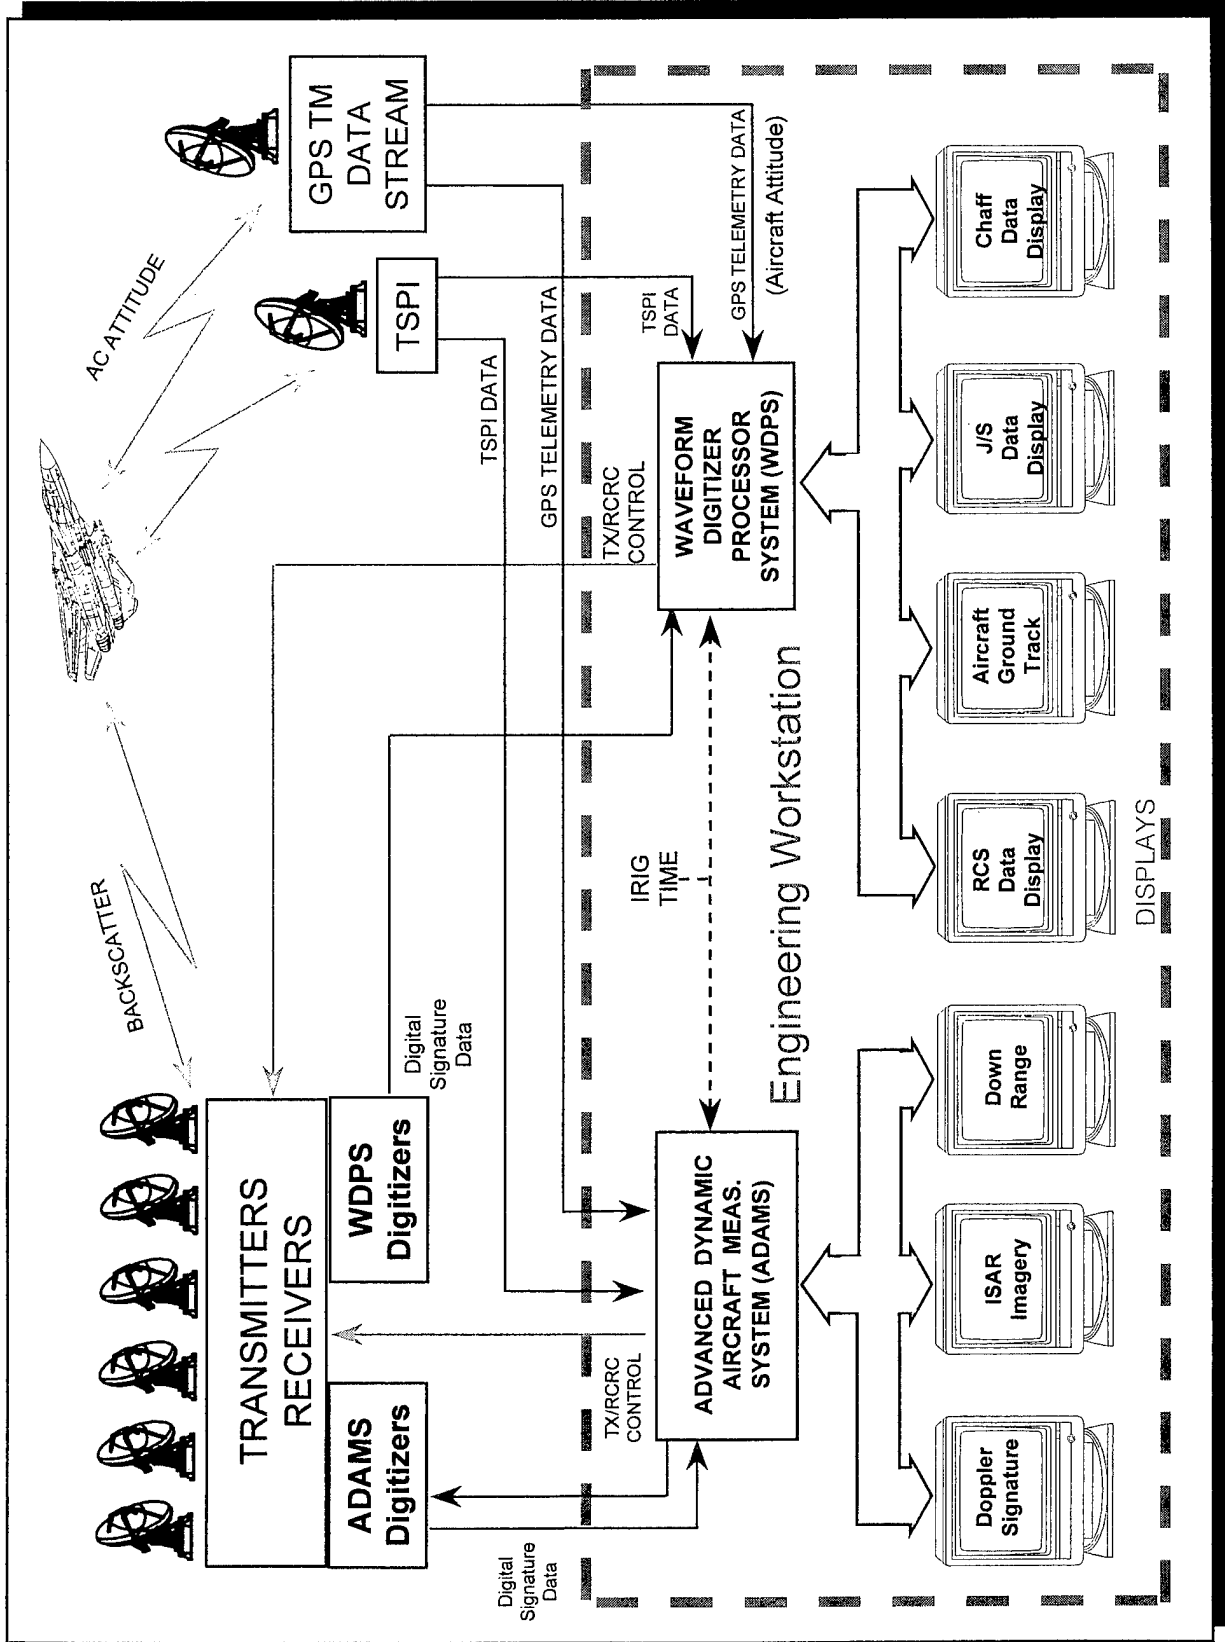 BACKSCATTER
AC ATTITUDE
TRANSMITTERS
RECEIVERS
ADAMS
Digitizers
WDPS
Digitizers
TSPI
GPS TM
DATA
STREAM
Digital
Signature
Data
Digital
Signature
Data
TSPI DATA
GPS TELEMETRY DATA
TX/RCRC
CONTROL
TX/RCRC
CONTROL
TSPI
DATA
GPS TELEMETRY DATA
(Aircraft Attitude)
IRIG
TIME
ADVANCED DYNAMIC
AIRCRAFT MEAS.
SYSTEM (ADAMS)
WAVEFORM
DIGITIZER
PROCESSOR
SYSTEM (WDPS)
Engineering Workstation
Doppler
Signature
ISAR
Imagery
Down
Range
RCS
Data
Display
Aircraft
Ground
Track
J/S
Data
Display
Chaff
Data
Display
DISPLAYS